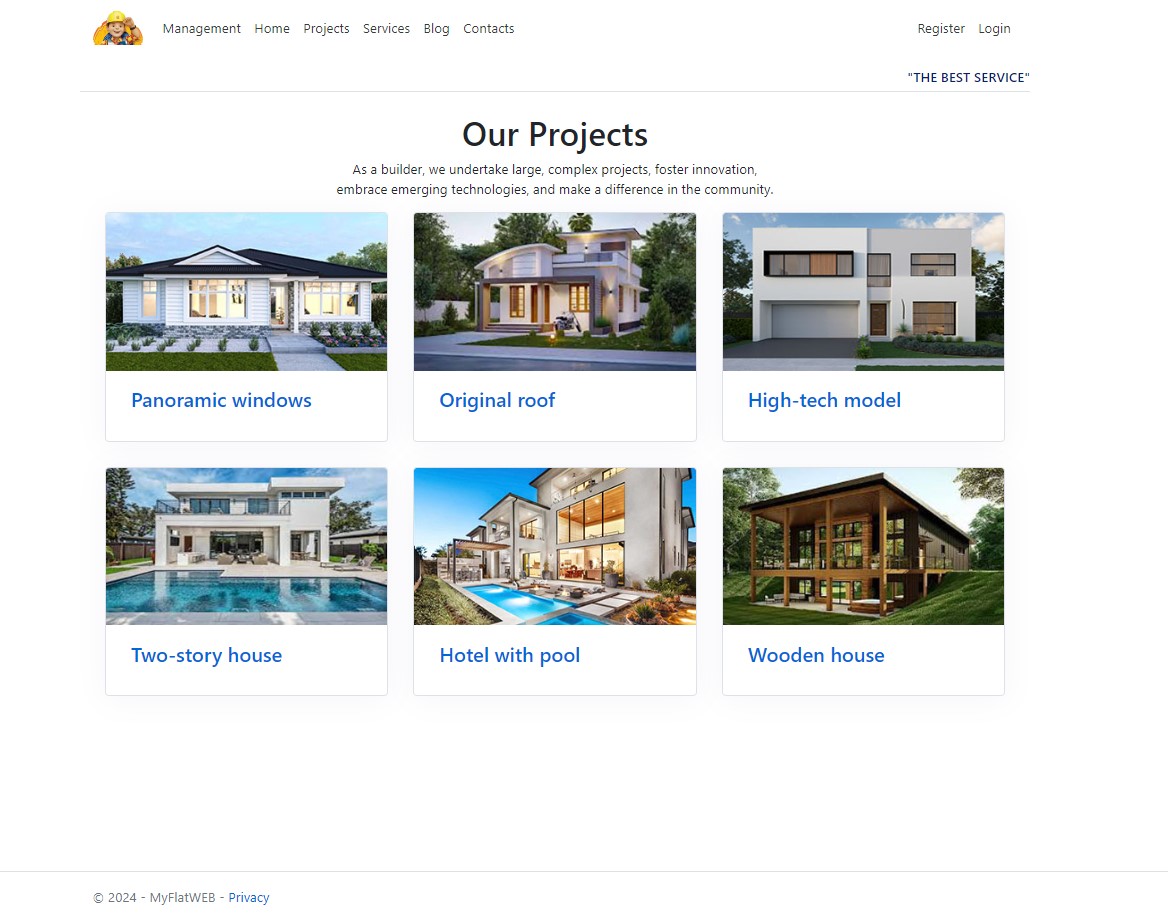 Management Home Projects Services Blog Contacts Register Login
"THE BEST SERVICE"
Our Projects
As a builder, we undertake large, complex projects, foster innovation,
embrace emerging technologies, and make a difference in the community.
Panoramic windows Original roof High-tech model
Two-story house Hotel with pool Wooden house
© 2024 - MyFlatWEB - Privacy